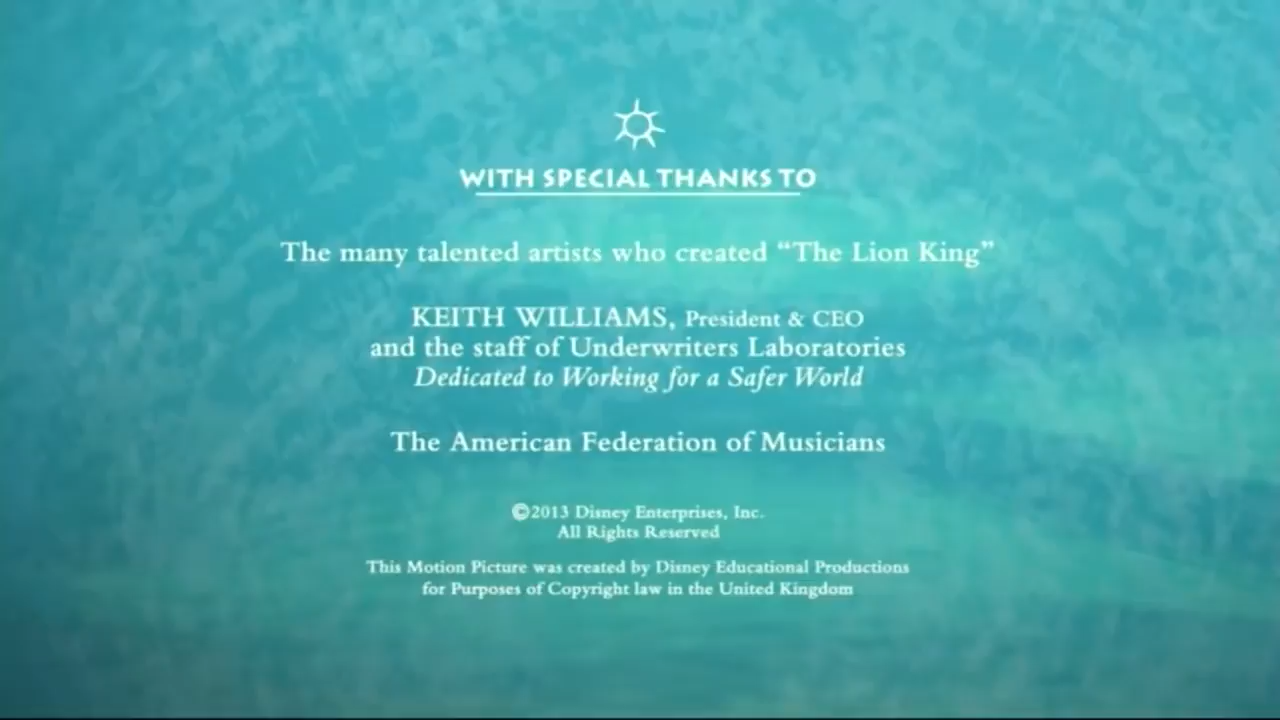 WITH SPECIAL THANKS TO
The many talented artists who created “The Lion King”
KEITH WILLIAMS, President & CEO
and the staff of Underwriters Laboratories
Dedicated to Working for a Safer World
The American Federation of Musicians
©2013 Disney Enterprises, Inc.
All Rights Reserved
This Motion Picture was created by Disney Educational Productions
for Purposes of Copyright law in the United Kingdom